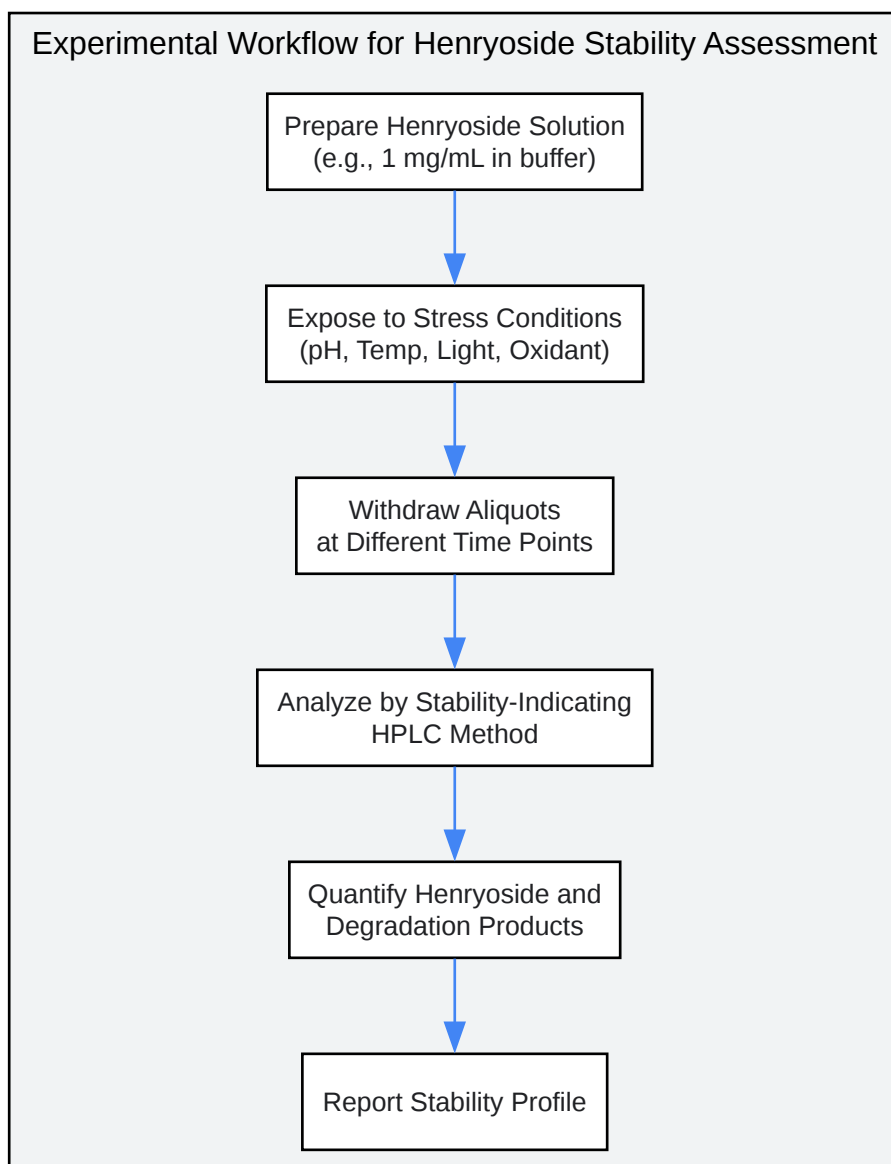 Experimental Workflow for Henryoside Stability Assessment
Prepare Henryoside Solution
(e.g., 1 mg/mL in buffer)
Expose to Stress Conditions
(pH, Temp, Light, Oxidant)
Withdraw Aliquots
at Different Time Points
Analyze by Stability-Indicating
HPLC Method
Quantify Henryoside and
Degradation Products
Report Stability Profile